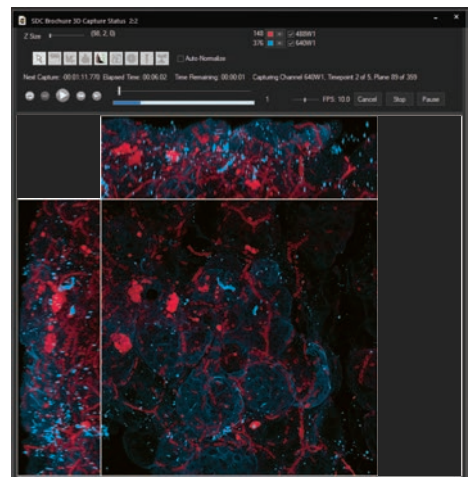 SDC Brochure 3D Capture Status 2:2
Z Size (98, 2, 0) 148 488W1
376 640W1
Auto-Normalize
Next Capture: -00:01:11.770 Elapsed Time: 00:06:02 Time Remaining: 00:00:01 Capturing Channel 640W1, Timepoint 2 of 5, Plane 89 of 359
1 FPS: 10.0 Cancel Stop Pause